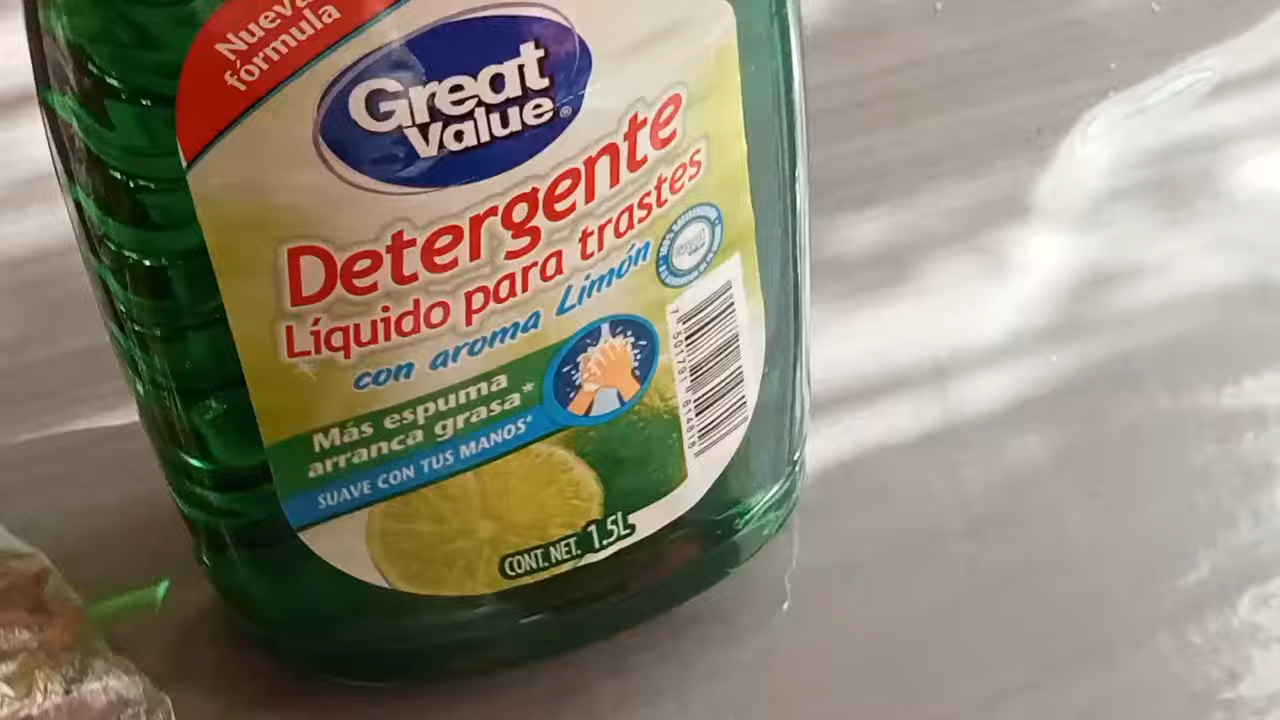 Nueva
fórmula
Great
Value®
Detergente
Líquido para trastes
con aroma Limón
Más espuma
arranca grasa*
SUAVE CON TUS MANOS*
CONT. NET. 1.5L